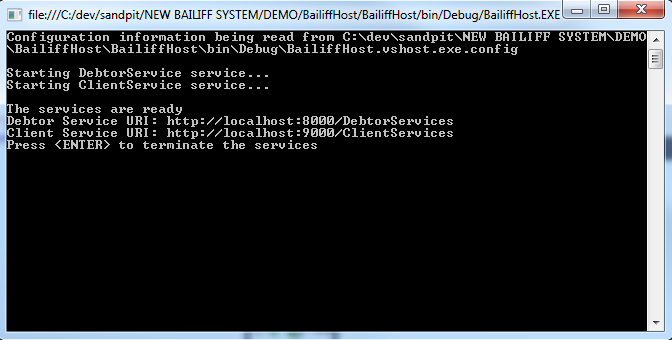 file:///C:/dev/sandpit/NEW BAILIFF SYSTEM/DEMO/BailiffHost/BailiffHost/bin/Debug/BailiffHost.EXE
Configuration information being read from C:\dev\sandpit\NEW BAILIFF SYSTEM\DEMO
\BailiffHost\BailiffHost\bin\Debug\BailiffHost.vshost.exe.config
Starting DebtorService service...
Starting ClientService service...
The services are ready
Debtor Service URI: http://localhost:8000/DebtorServices
Client Service URI: http://localhost:9000/ClientServices
Press <ENTER> to terminate the services